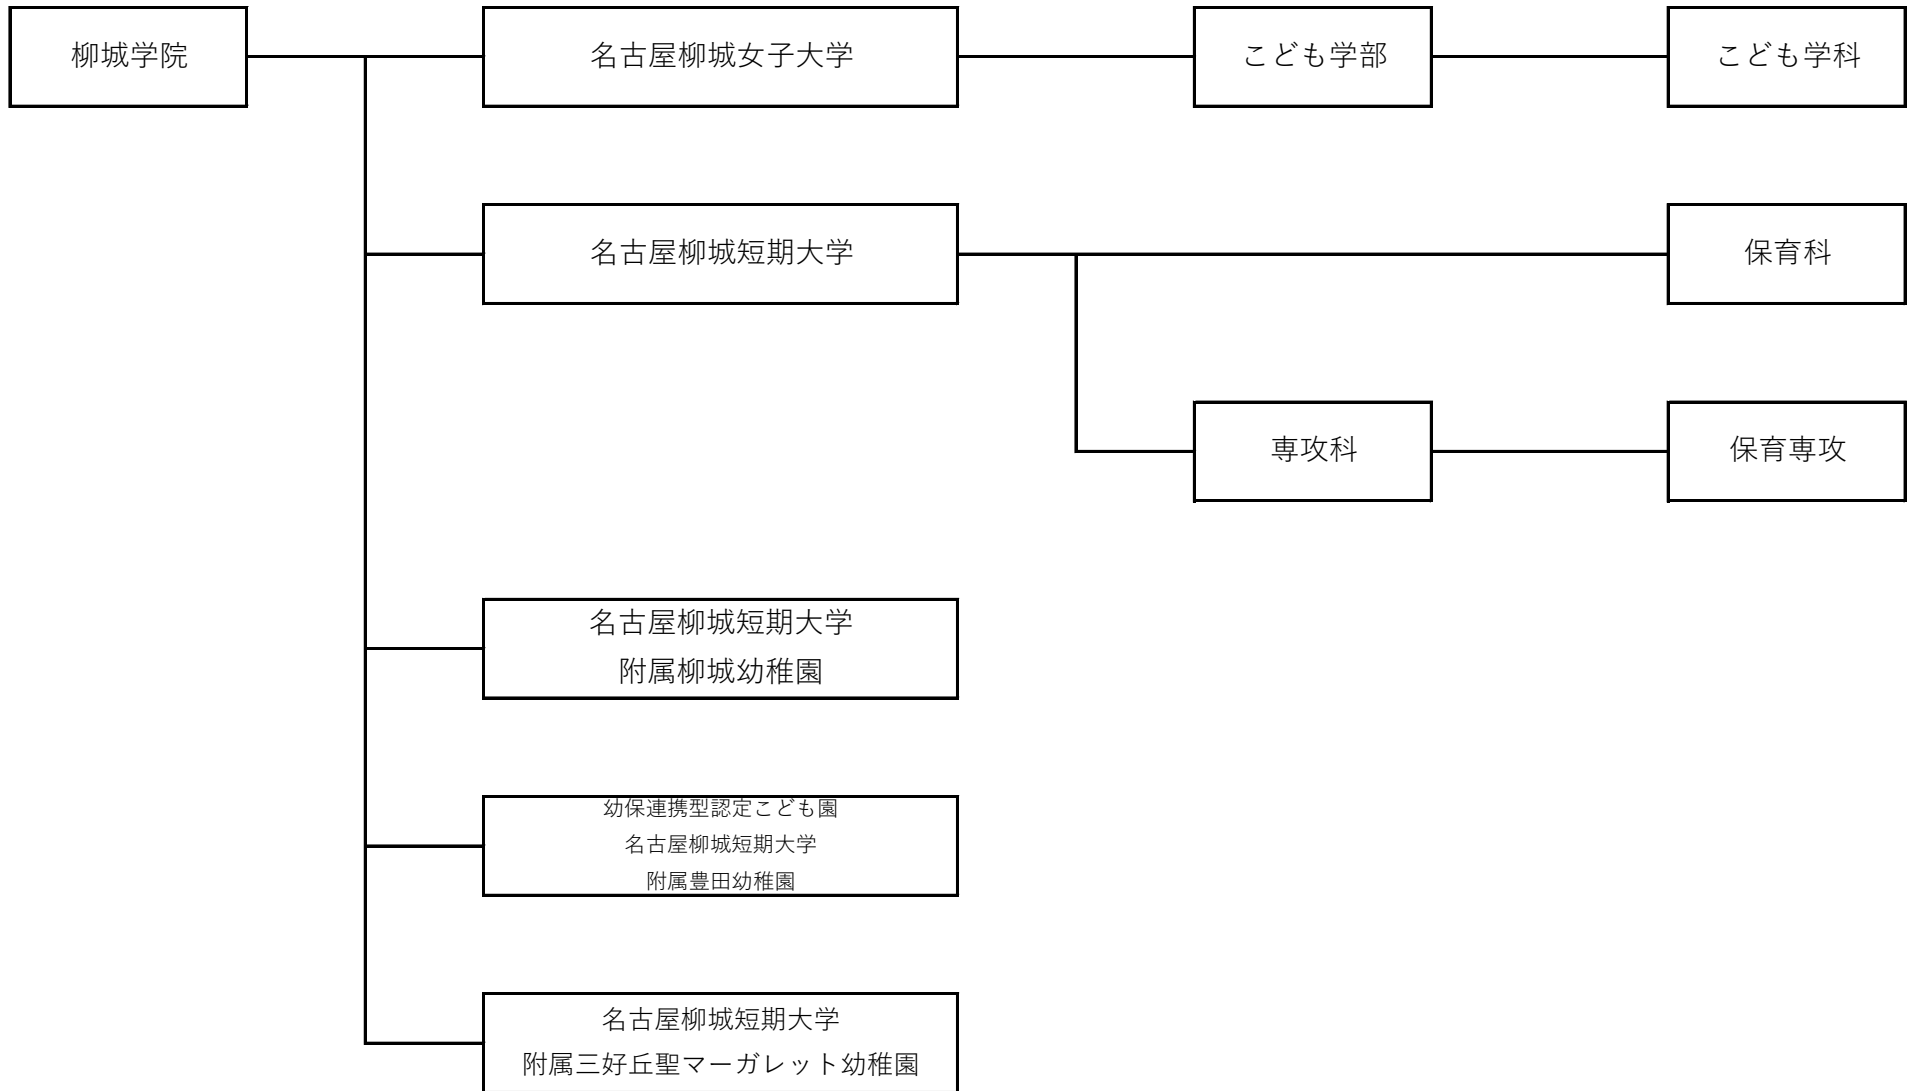 柳城学院
名古屋柳城女子大学
こども学部
こども学科
名古屋柳城短期大学
保育科
専攻科
保育専攻
名古屋柳城短期大学
附属柳城幼稚園
幼保連携型認定こども園
名古屋柳城短期大学
附属豊田幼稚園
名古屋柳城短期大学
附属三好丘聖マーガレット幼稚園